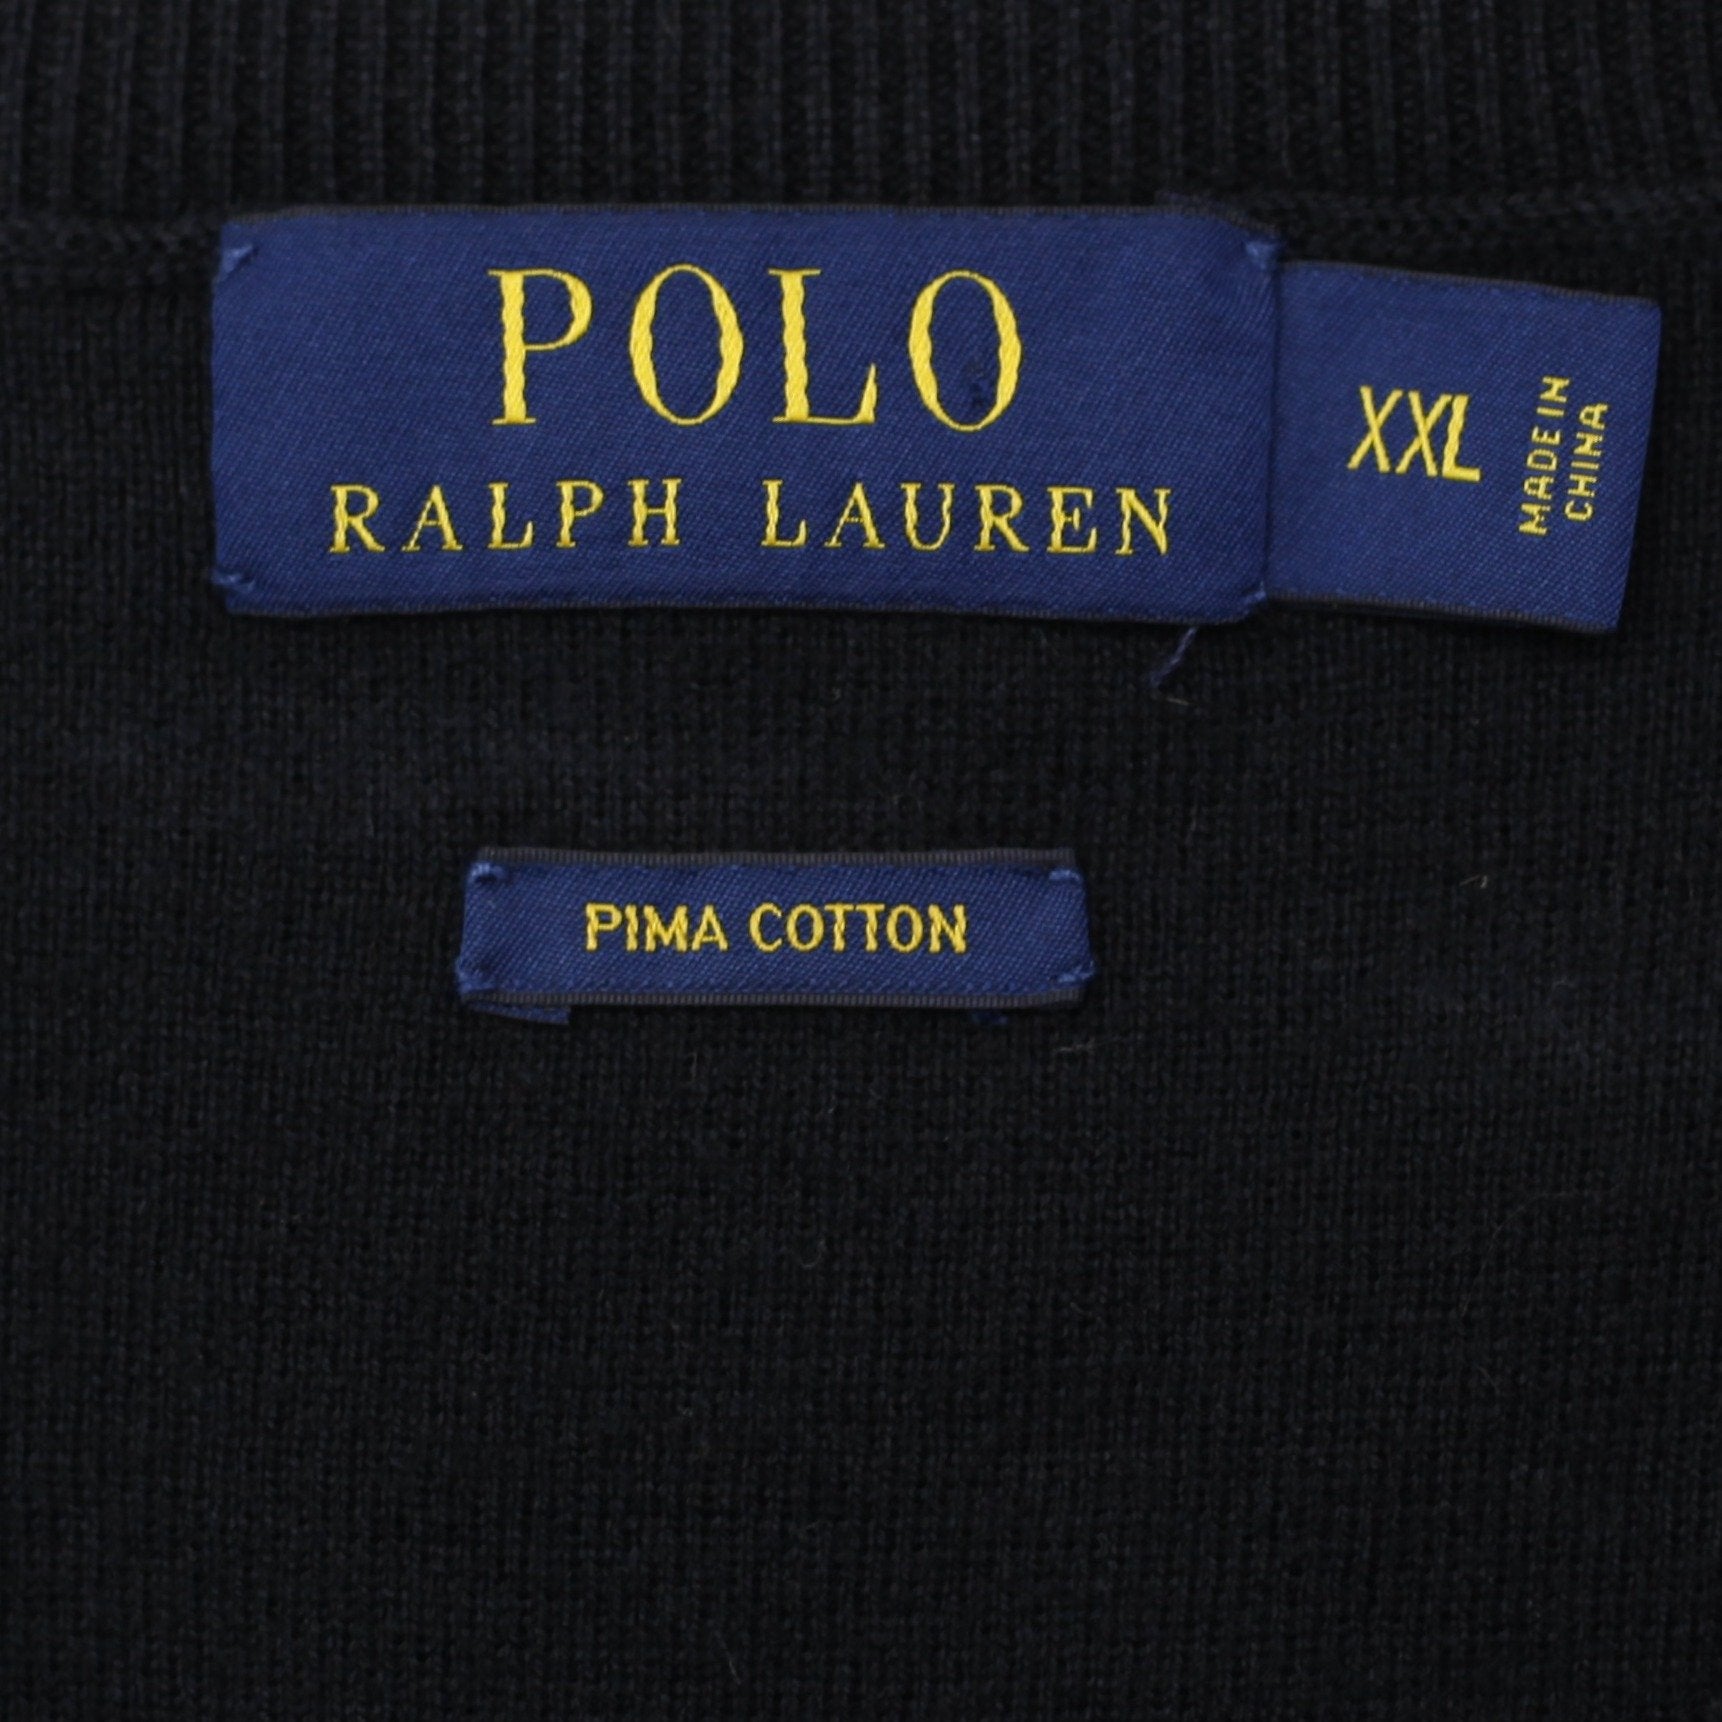 POLO
RALPH LAUREN
XXL
MADE IN
CHINA
PIMA COTTON